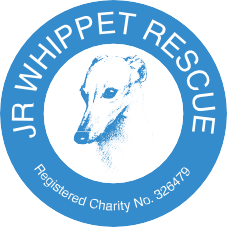 JR WHIPPET RESCUE
Registered Charity No. 326479